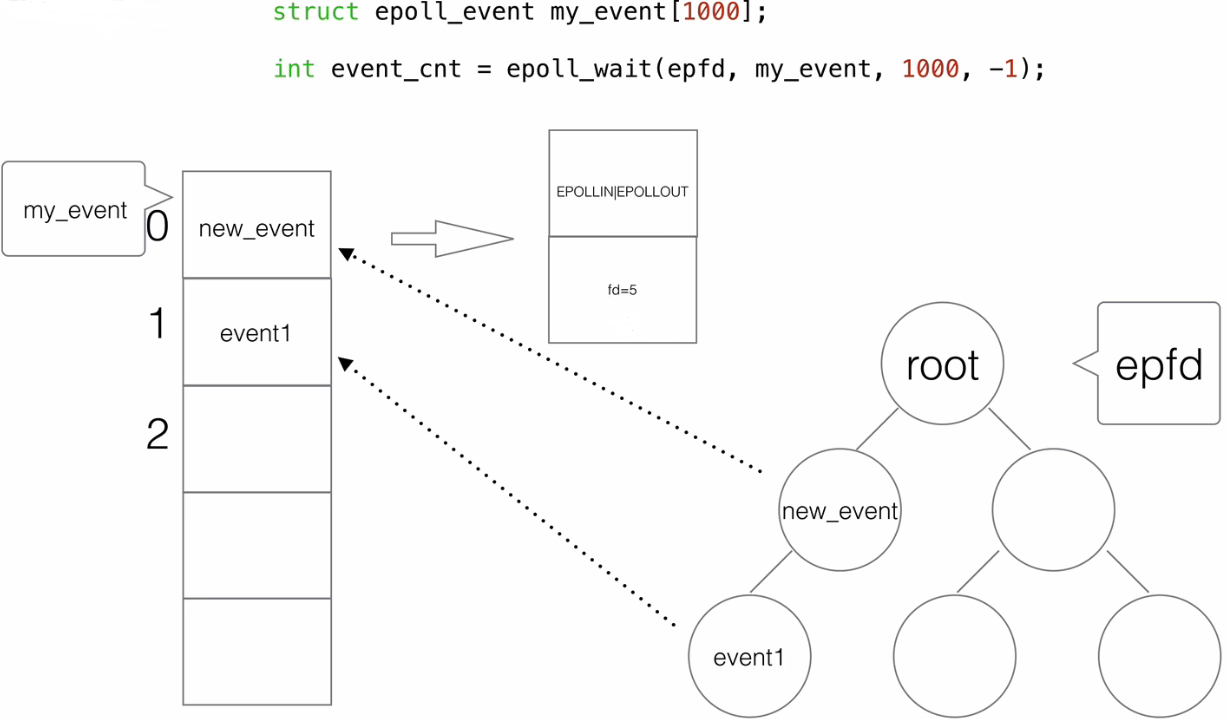 struct epoll_event my_event[1000];
int event_cnt = epoll_wait(epfd, my_event, 1000, -1);
my_event
0
new_event
1
event1
2
EPOLLIN|EPOLLOUT
fd=5
root
epfd
new_event
event1